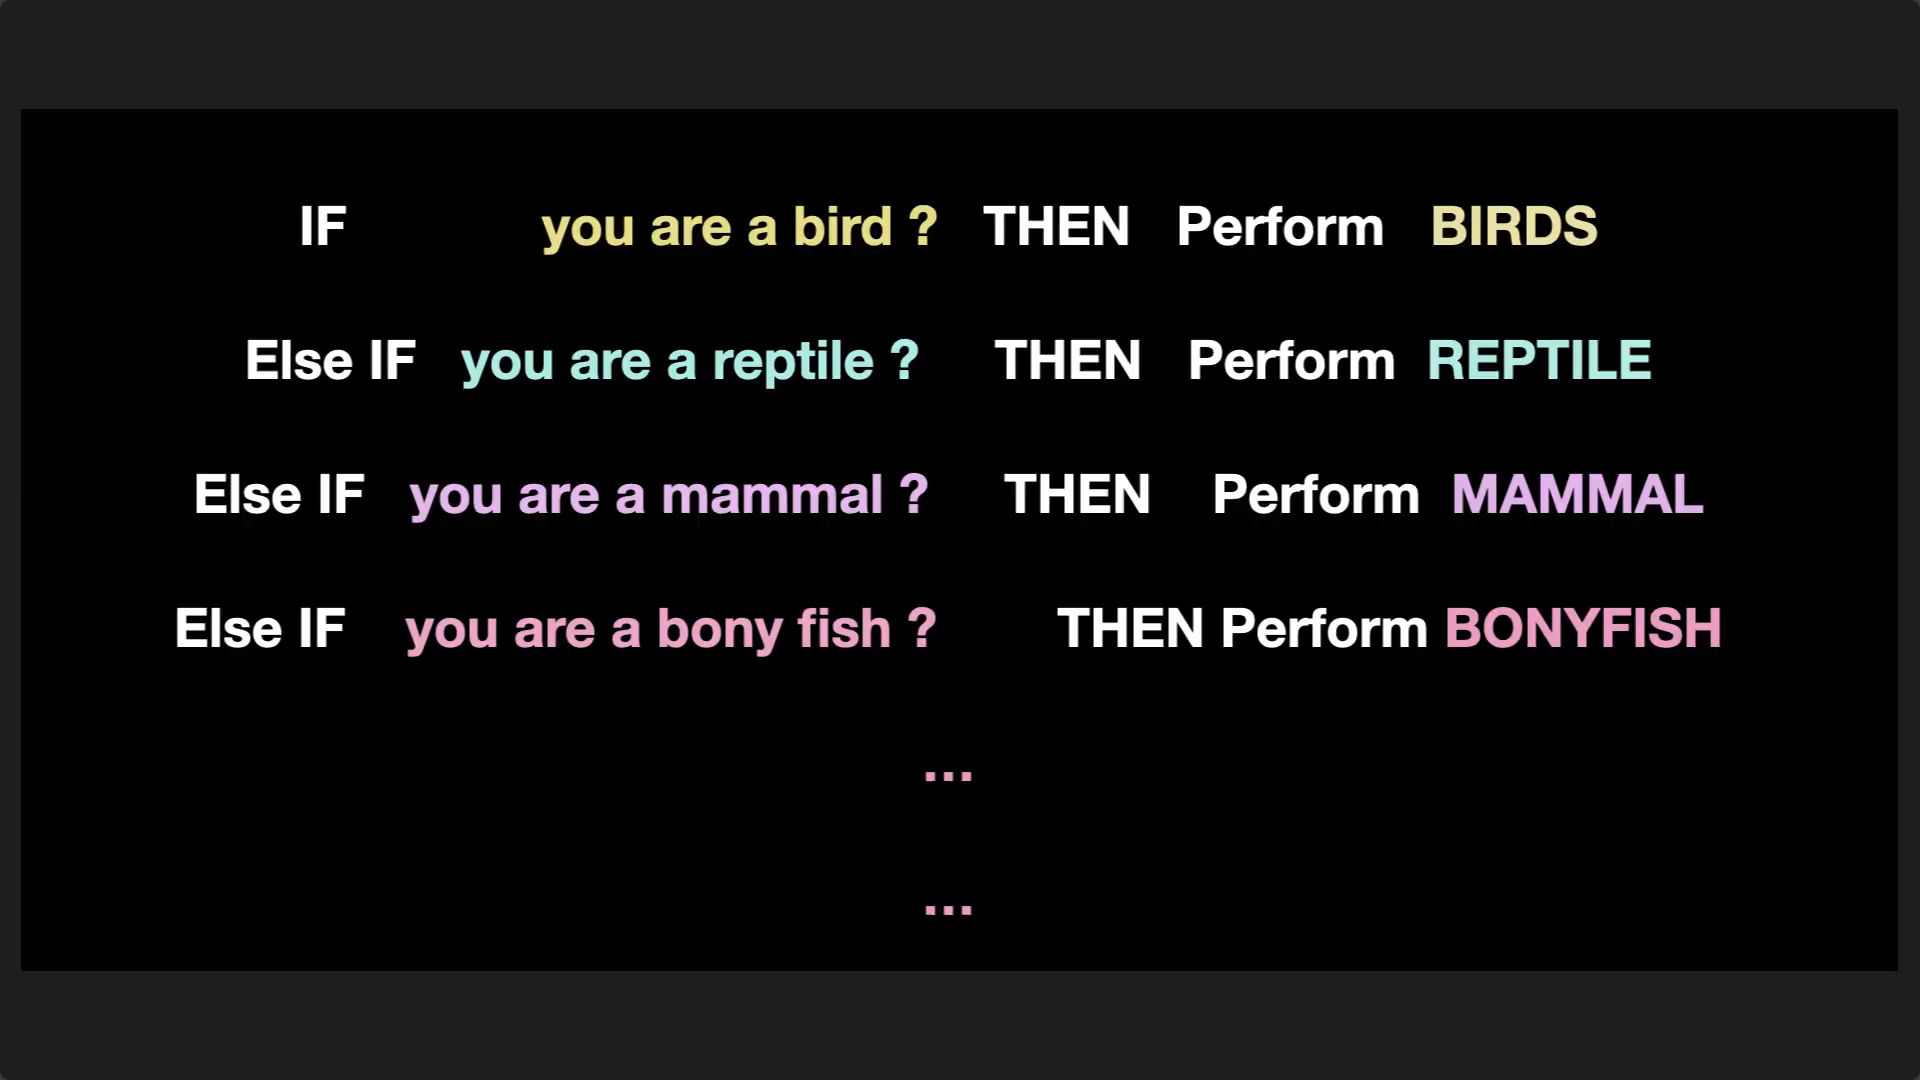 IF you are a bird ? THEN Perform BIRDS
Else IF you are a reptile ? THEN Perform REPTILE
Else IF you are a mammal ? THEN Perform MAMMAL
Else IF you are a bony fish ? THEN Perform BONYFISH
...
...